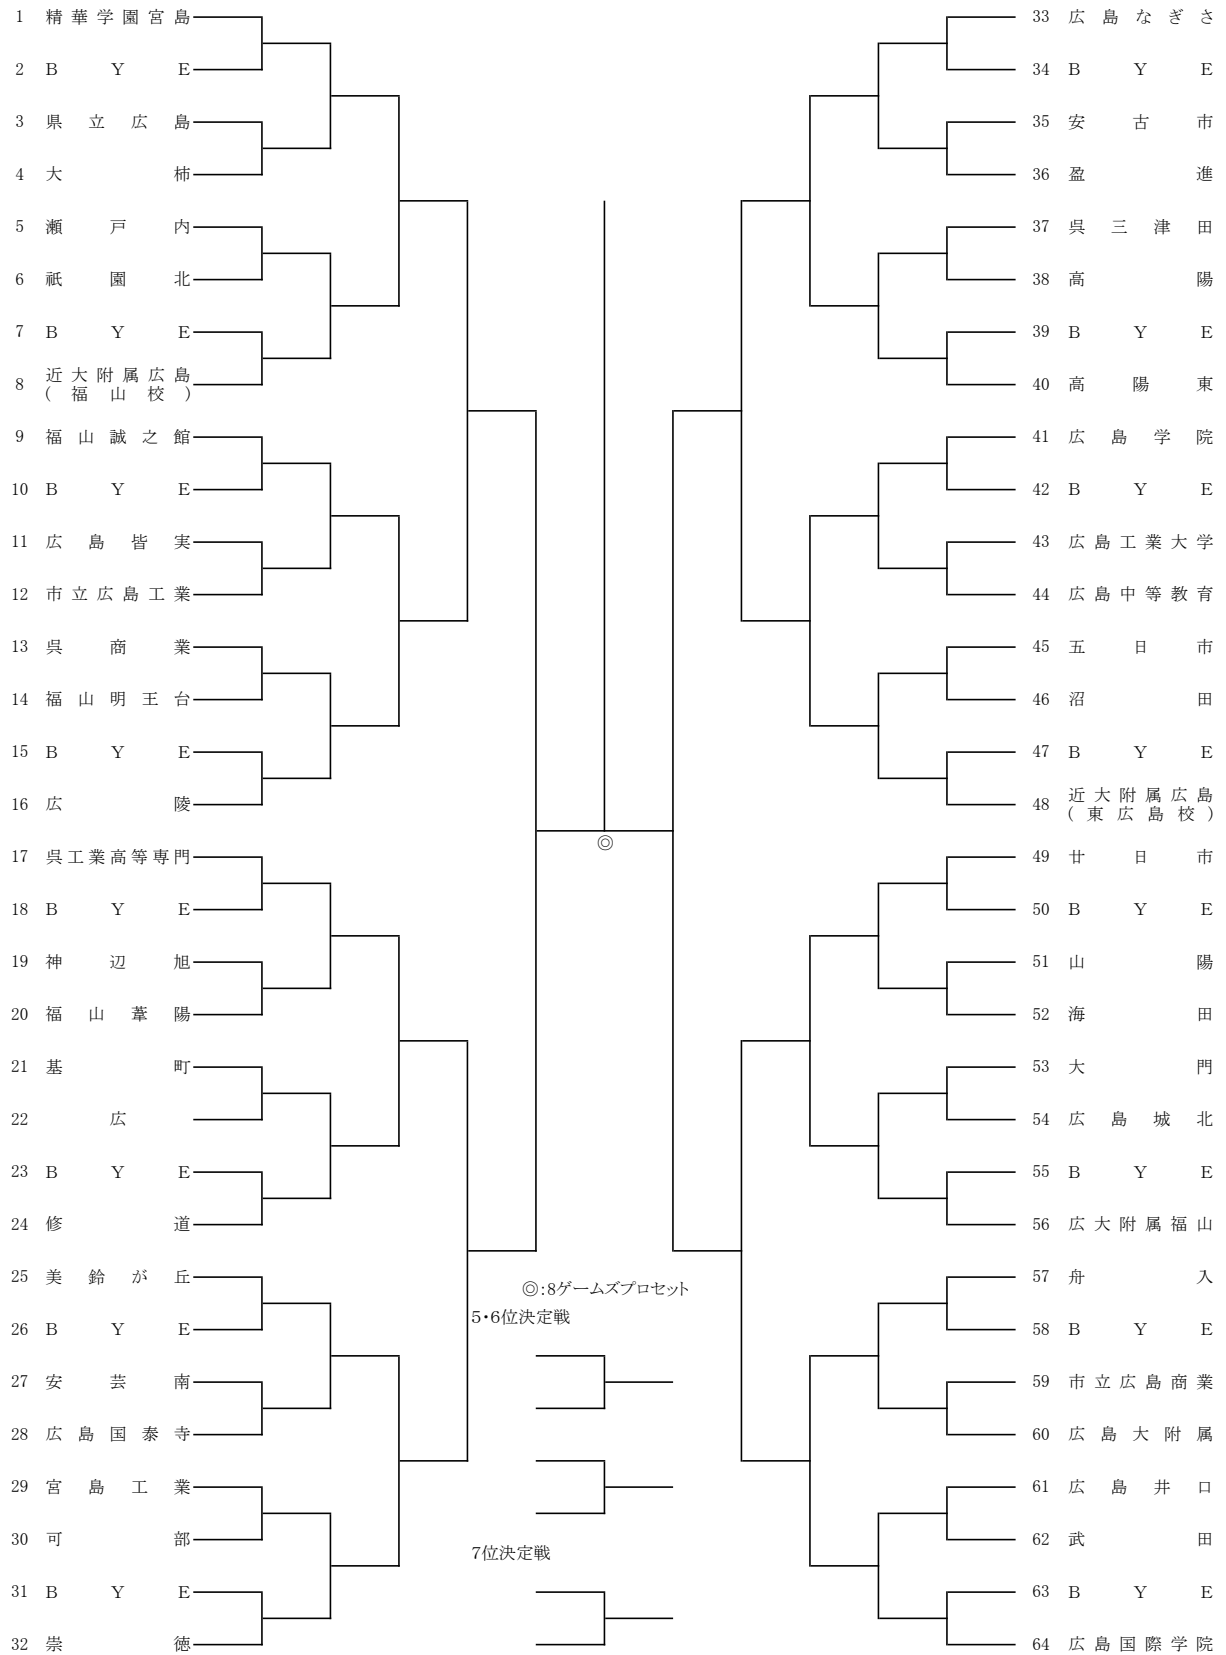 1 精華学園宮島
2 BYE
3 県立広島
4 大柿
5 瀬戸内
6 祇園北
7 BYE
8 近大附属広島
(福山校)
9 福山誠之館
10 BYE
11 広島皆実
12 市立広島工業
13 呉商業
14 福山明王台
15 BYE
16 広陵
17 呉工業高等専門
18 BYE
19 神辺旭
20 福山葦陽
21 基町
22 広
23 BYE
24 修道
25 美鈴が丘
26 BYE
27 安芸南
28 広島国泰寺
29 宮島工業
30 可部
31 BYE
32 崇徳
◎
◎:8ゲームズプロセット
5・6位決定戦
7位決定戦
33 広島なぎさ
34 BYE
35 安古市
36 盈進
37 呉三津田
38 高陽
39 BYE
40 高陽東
41 広島学院
42 BYE
43 広島工業大学
44 広島中等教育
45 五日市
46 沼田
47 BYE
48 近大附属広島
(東広島校)
49 廿日市
50 BYE
51 山陽
52 海田
53 大門
54 広島城北
55 BYE
56 広大附属福山
57 舟入
58 BYE
59 市立広島商業
60 広島大附属
61 広島井口
62 武田
63 BYE
64 広島国際学院